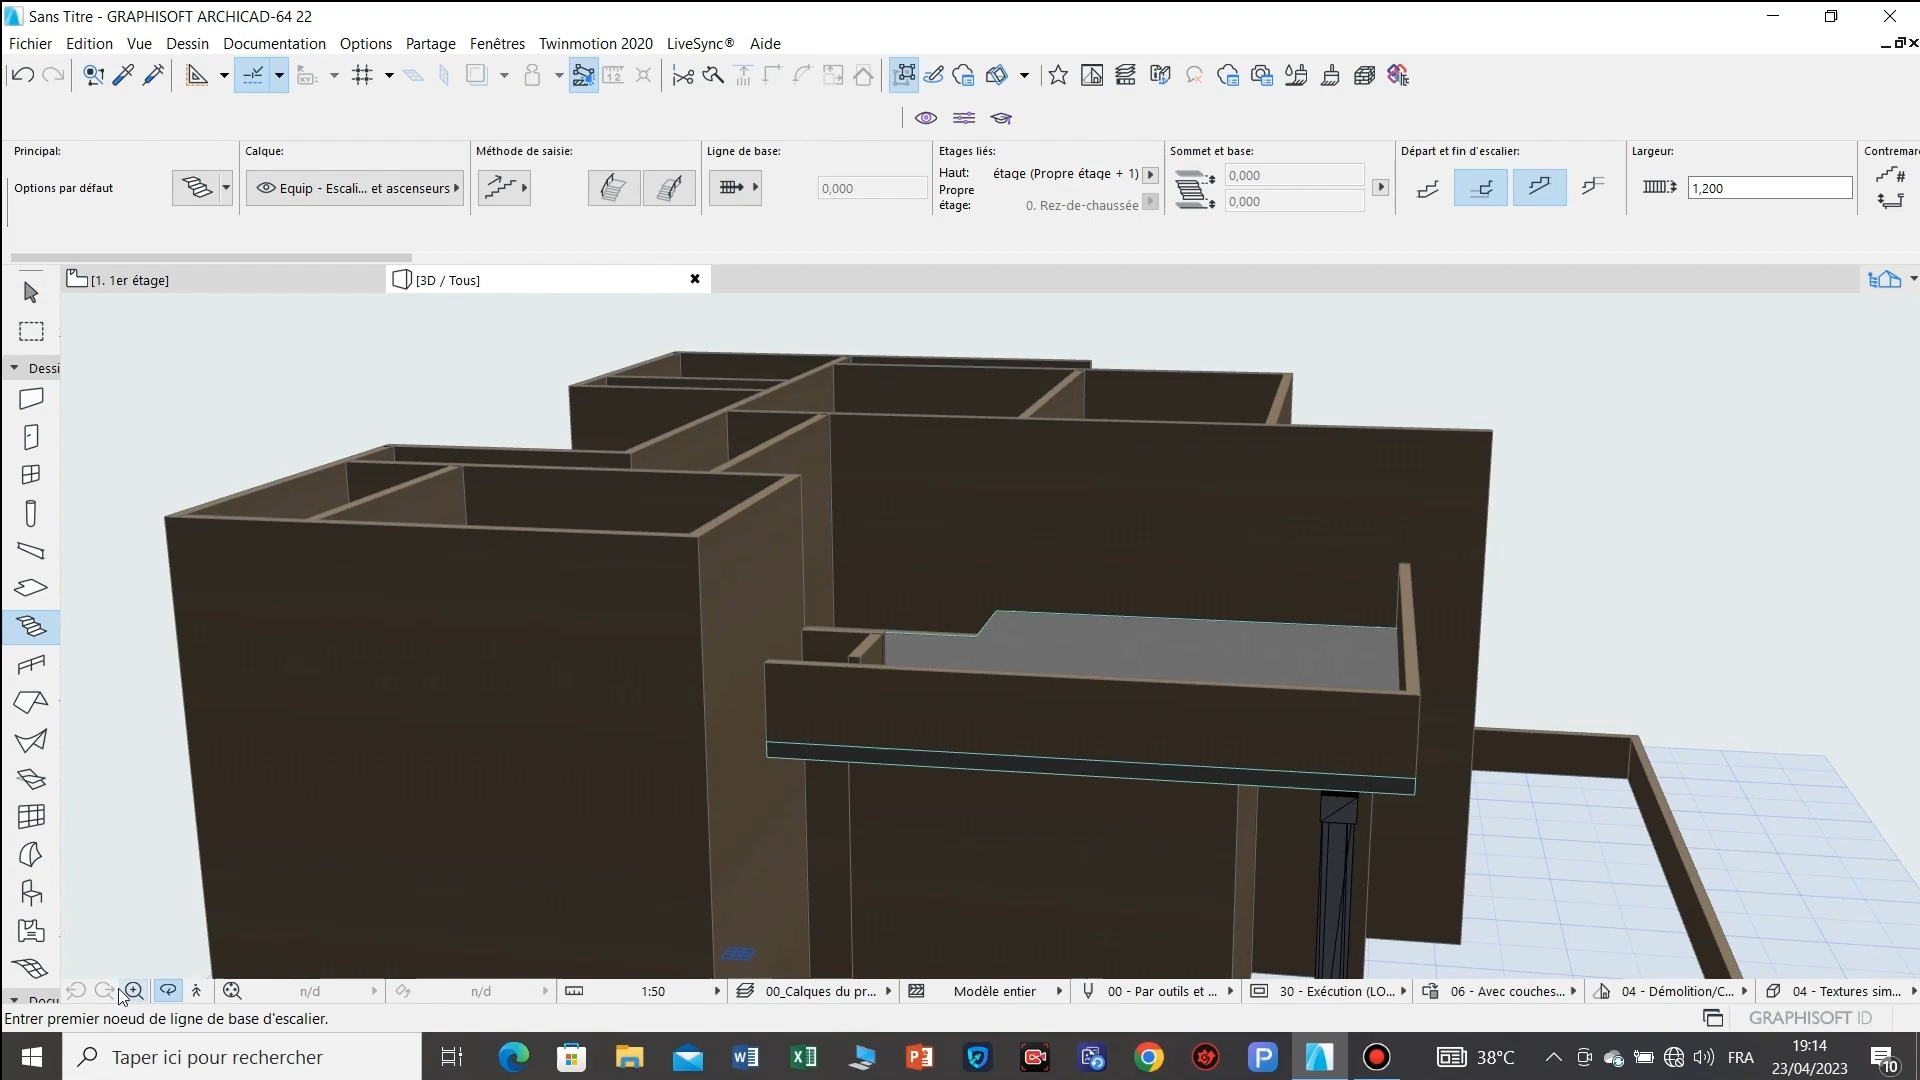 Sans Titre - GRAPHISOFT ARCHICAD-64 22
Fichier Edition Vue Dessin Documentation Options Partage Fenêtres Twinmotion 2020 LiveSync® Aide
Principal: Calque: Méthode de saisie: Ligne de base: Etages liés: Sommet et base: Départ et fin d'escalier: Largeur: Contremar
Haut: étage (Propre étage + 1) 0,000
Options par défaut Equip - Escali... et ascenseurs 0,000 Propre 1,200
étage: 0. Rez-de-chaussée 0,000
[1. 1er étage] [3D / Tous]
Dessi
Docu
n/d n/d 1:50 00_Calques du pr... Modèle entier 00 - Par outils et ... 30 - Exécution (LO... 06 - Avec couches... 04 - Démolition/C... 04 - Textures sim...
Entrer premier noeud de ligne de base d'escalier. GRAPHISOFT ID
Taper ici pour rechercher 38°C FRA 19:14
23/04/2023 10